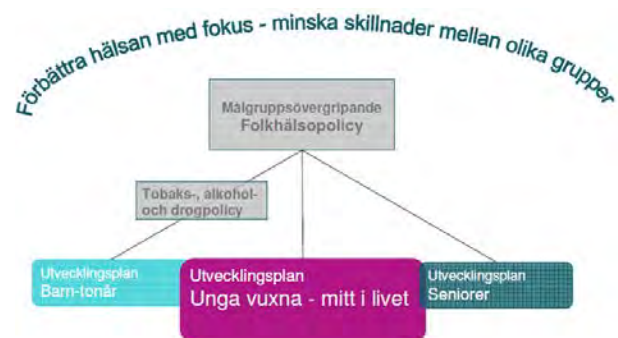 Förbättra hälsan med fokus - minska skillnader mellan olika grupper
Målgruppsövergripande
Folkhälsopolicy
Tobaks-, alkohol-
och drogpolicy
Utvecklingsplan
Barn-tonår
Utvecklingsplan
Unga vuxna - mitt i livet
Utvecklingsplan
Seniorer